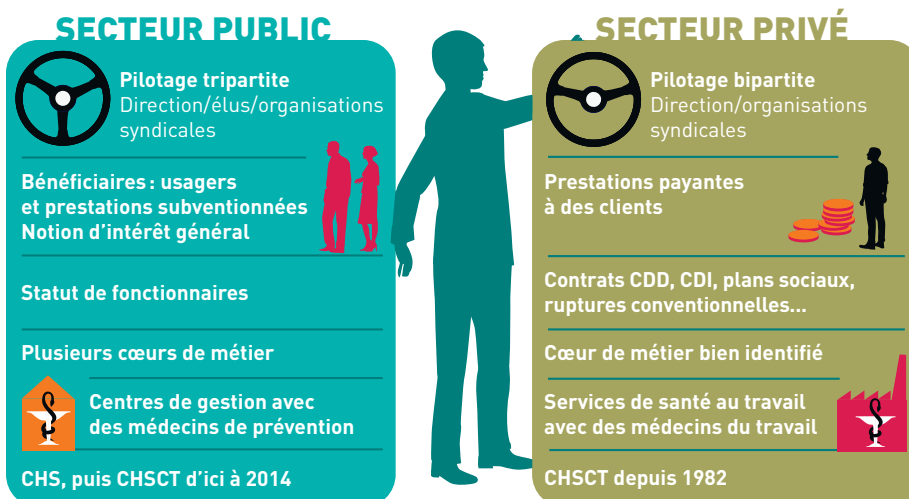 SECTEUR PUBLIC
Pilotage tripartite
Direction/élus/organisations
syndicales
Bénéficiaires : usagers
et prestations subventionnées
Notion d'intérêt général
Statut de fonctionnaires
Plusieurs cœurs de métier
Centres de gestion avec
des médecins de prévention
CHS, puis CHSCT d'ici à 2014
SECTEUR PRIVÉ
Pilotage bipartite
Direction/organisations
syndicales
Prestations payantes
à des clients
Contrats CDD, CDI, plans sociaux,
ruptures conventionnelles...
Cœur de métier bien identifié
Services de santé au travail
avec des médecins du travail
CHSCT depuis 1982